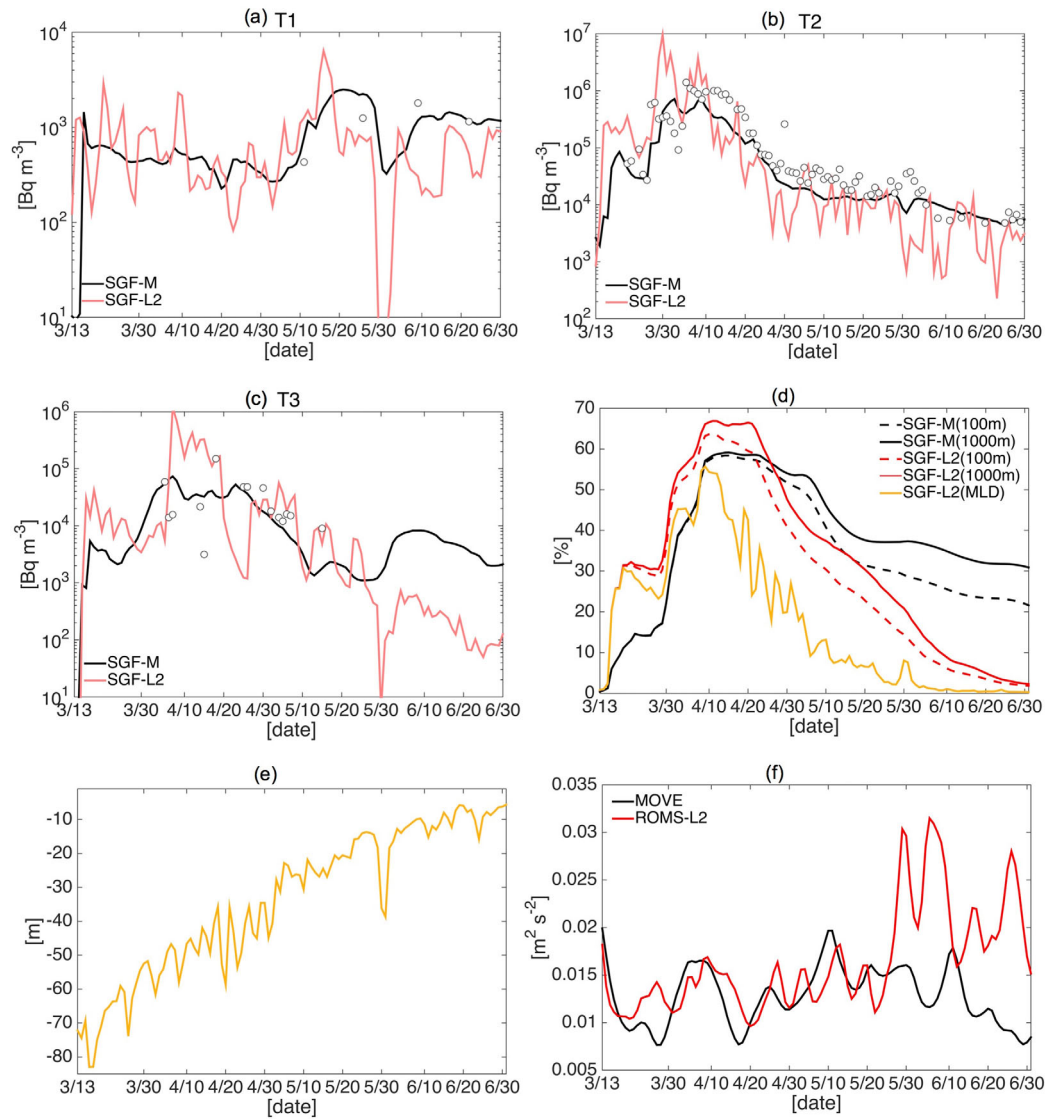 (a) T1
10^4
10^3
10^2
10^1
[Bq m^-3]
SGF-M
SGF-L2
3/13 3/30 4/10 4/20 4/30 5/10 5/20 5/30 6/10 6/20 6/30
[date]
(b) T2
10^7
10^6
10^5
10^4
10^3
10^2
[Bq m^-3]
SGF-M
SGF-L2
3/13 3/30 4/10 4/20 4/30 5/10 5/20 5/30 6/10 6/20 6/30
[date]
(c) T3
10^6
10^5
10^4
10^3
10^2
10^1
[Bq m^-3]
SGF-M
SGF-L2
3/13 3/30 4/10 4/20 4/30 5/10 5/20 5/30 6/10 6/20 6/30
[date]
(d)
70
60
50
40
30
20
10
0
[%]
SGF-M(100m)
SGF-M(1000m)
SGF-L2(100m)
SGF-L2(1000m)
SGF-L2(MLD)
3/13 3/30 4/10 4/20 4/30 5/10 5/20 5/30 6/10 6/20 6/30
[date]
(e)
-10
-20
-30
-40
-50
-60
-70
-80
[m]
3/13 3/30 4/10 4/20 4/30 5/10 5/20 5/30 6/10 6/20 6/30
[date]
(f)
0.035
0.03
0.025
0.02
0.015
0.01
0.005
[m^2 s^-2]
MOVE
ROMS-L2
3/13 3/30 4/10 4/20 4/30 5/10 5/20 5/30 6/10 6/20 6/30
[date]